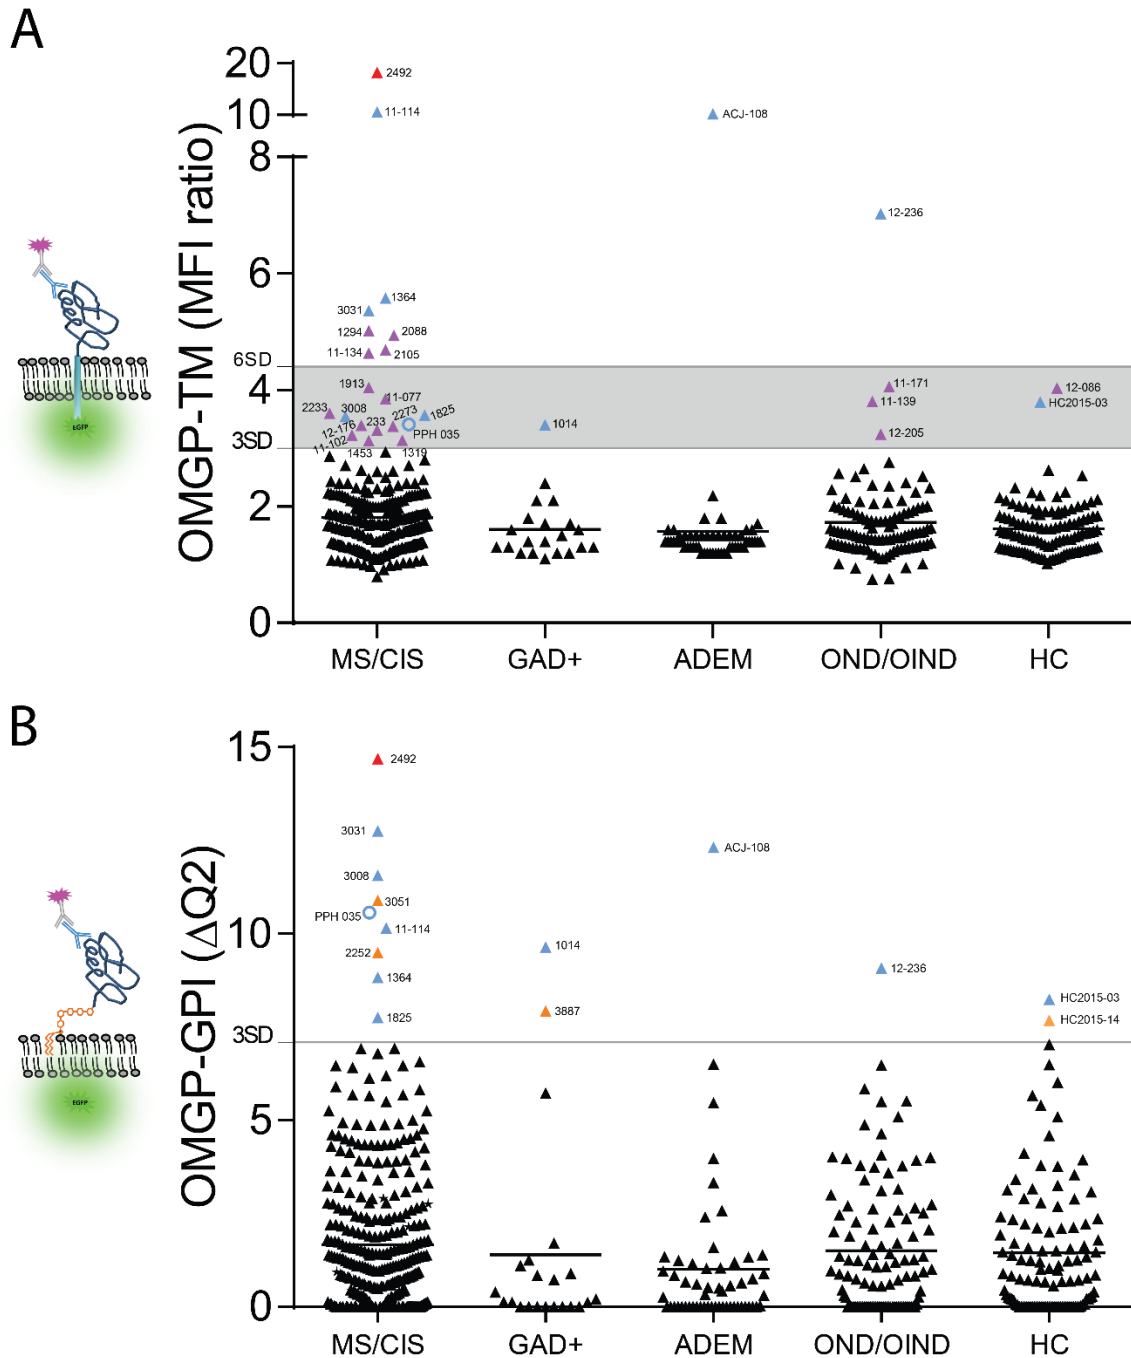 A
OMGP-TM (MFI ratio)
20
10
8
6
6SD
4
3SD
2
0
2492
11-114
ACJ-108
12-236
1364
3031
1294
2088
11-134
2105
1913
11-077
2233
3008
12-176
233
2273
1825
PPH 035
11-102
1453
1319
1014
11-171
11-139
12-205
12-086
HC2015-03
EGFP
MS/CIS
GAD+
ADEM
OND/OIND
HC
B
OMGP-GPI (ΔQ2)
15
10
3SD
5
0
2492
3031
ACJ-108
3008
3051
PPH 035
11-114
2252
1014
12-236
1364
3887
1825
HC2015-03
HC2015-14
EGFP
MS/CIS
GAD+
ADEM
OND/OIND
HC